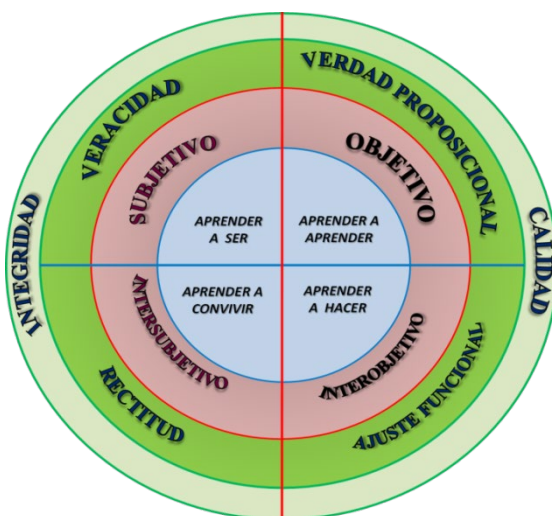 VERACIDAD
VERDAD PROPOSICIONAL
SUBJETIVO
OBJETIVO
INTEGRIDAD
CALIDAD
APRENDER
A SER
APRENDER A
APRENDER
APRENDER A
CONVIVIR
APRENDER
A HACER
INTERSUBJETIVO
INTEROBJETIVO
RECTITUD
AJUSTE FUNCIONAL